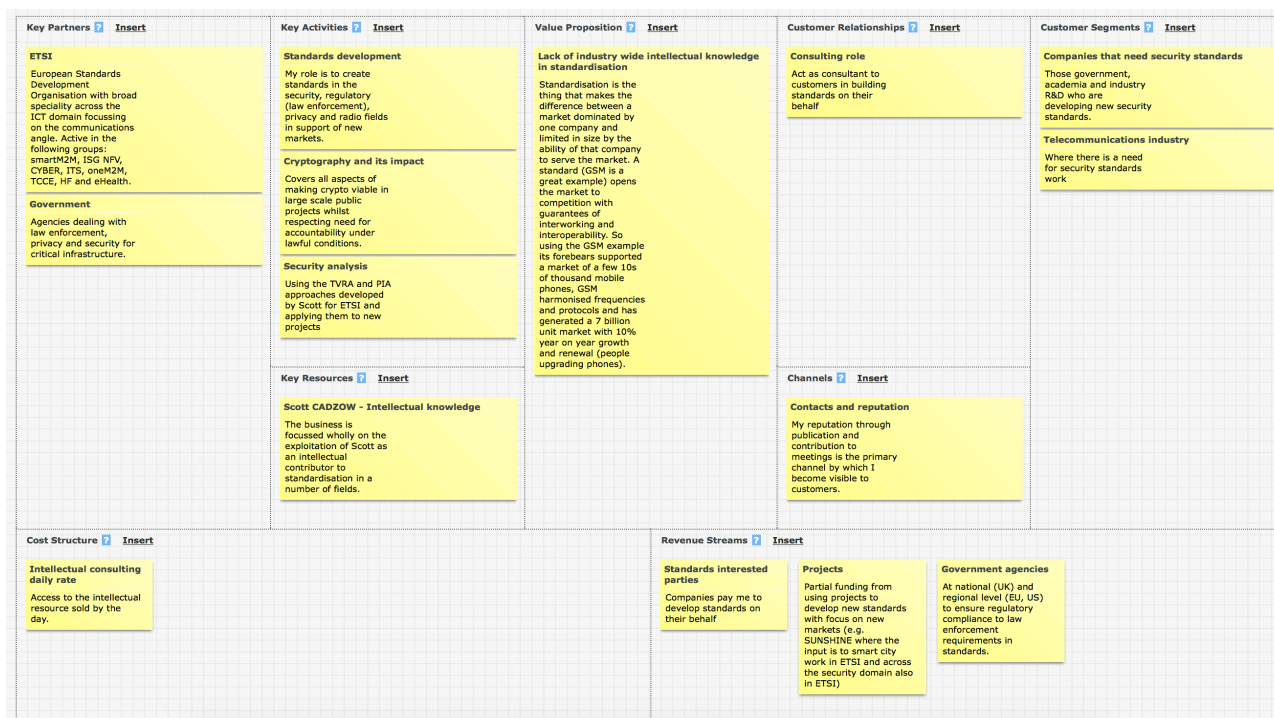 Key Partners ? Insert
ETSI
European Standards
Development
Organisation with broad
speciality across the
ICT domain focussing
on the communications
angle. Active in the
following groups:
smartM2M, ISG NFV,
CYBER, ITS, oneM2M,
TCCE, HF and eHealth.
Government
Agencies dealing with
law enforcement,
privacy and security for
critical infrastructure.
Key Activities ? Insert
Standards development
My role is to create
standards in the
security, regulatory
(law enforcement),
privacy and radio fields
in support of new
markets.
Cryptography and its impact
Covers all aspects of
making crypto viable in
large scale public
projects whilst
respecting need for
accountability under
lawful conditions.
Security analysis
Using the TVRA and PIA
approaches developed
by Scott for ETSI and
applying them to new
projects
Key Resources ? Insert
Scott CADZOW - Intellectual knowledge
The business is
focussed wholly on the
exploitation of Scott as
an intellectual
contributor to
standardisation in a
number of fields.
Value Proposition ? Insert
Lack of industry wide intellectual knowledge
in standardisation
Standardisation is the
thing that makes the
difference between a
market dominated by
one company and
limited in size by the
ability of that company
to serve the market. A
standard (GSM is a
great example) opens
the market to
competition with
guarantees of
interworking and
interoperability. So
using the GSM example
its forebears supported
a market of a few 10s
of thousand mobile
phones, GSM
harmonised frequencies
and protocols and has
generated a 7 billion
unit market with 10%
year on year growth
and renewal (people
upgrading phones).
Customer Relationships ? Insert
Consulting role
Act as consultant to
customers in building
standards on their
behalf
Channels ? Insert
Contacts and reputation
My reputation through
publication and
contribution to
meetings is the primary
channel by which I
become visible to
customers.
Customer Segments ? Insert
Companies that need security standards
Those government,
academia and industry
R&D who are
developing new security
standards.
Telecommunications industry
Where there is a need
for security standards
work
Cost Structure ? Insert
Intellectual consulting
daily rate
Access to the intellectual
resource sold by the
day.
Revenue Streams ? Insert
Standards interested
parties
Companies pay me to
develop standards on
their behalf
Projects
Partial funding from
using projects to
develop new standards
with focus on new
markets (e.g.
SUNSHINE where the
input is to smart city
work in ETSI and across
the security domain also
in ETSI)
Government agencies
At national (UK) and
regional level (EU, US)
to ensure regulatory
compliance to law
enforcement
requirements in
standards.